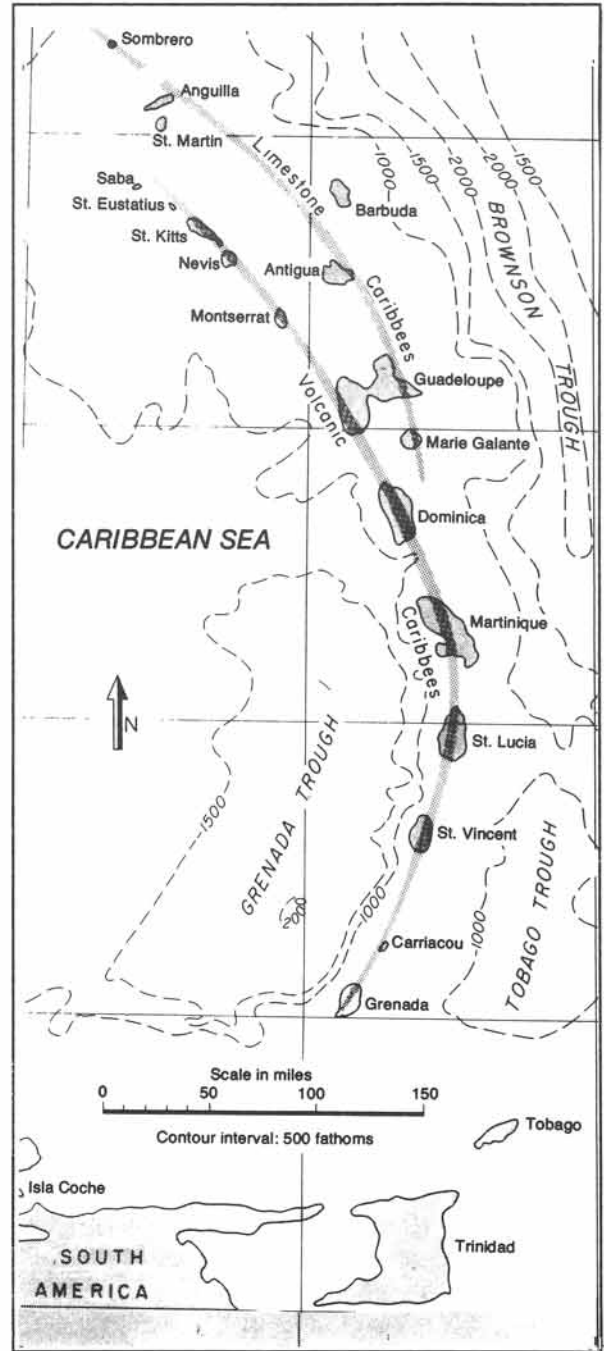 Sombrero
Anguilla
St. Martin
Limestone
Saba
St. Eustatius
St. Kitts
Nevis
Barbuda
Antigua
Caribbees
Montserrat
1000
1500
2000
2000
1500
BROWNSON
TROUGH
Volcanic
Guadeloupe
Marie Galante
Dominica
CARIBBEAN SEA
Martinique
Caribbees
N
St. Lucia
1500
GRENADA TROUGH
2000
1000
St. Vincent
1000
TOBAGO TROUGH
Carriacou
Grenada
Scale in miles
0 50 100 150
Contour interval: 500 fathoms
Tobago
Isla Coche
Trinidad
SOUTH
AMERICA